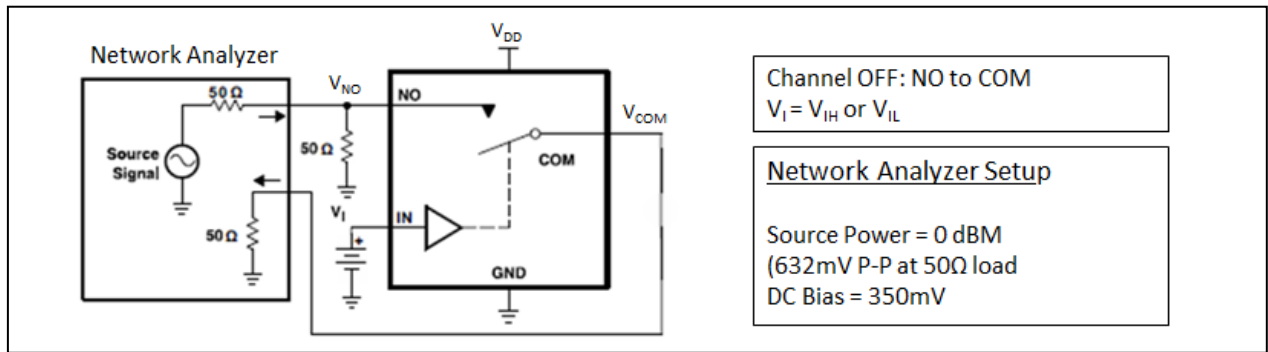 Network Analyzer
50 Ω
Source
Signal
50 Ω
V_NO
50 Ω
V_I
V_DD
NO
COM
IN
GND
V_COM
Channel OFF: NO to COM
V_I = V_IH or V_IL
Network Analyzer Setup
Source Power = 0 dBM
(632mV P-P at 50Ω load
DC Bias = 350mV